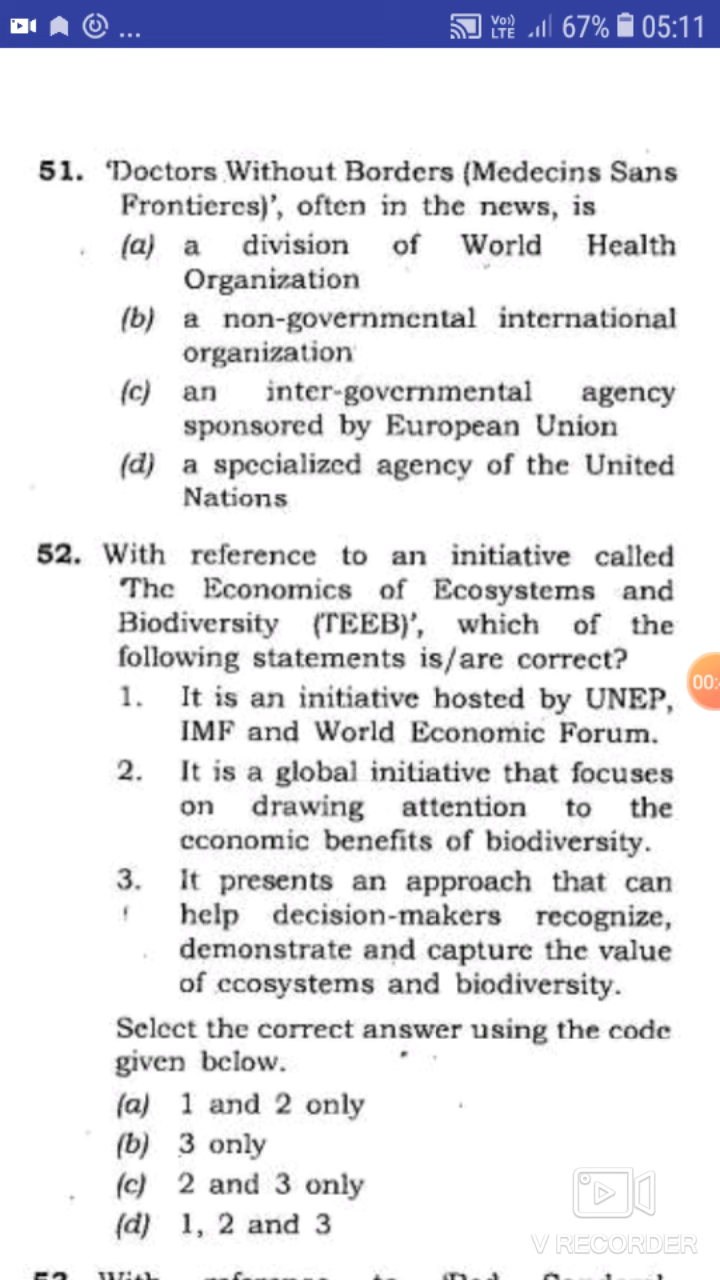 ... Vo)) LTE 67% 05:11
51. 'Doctors Without Borders (Medecins Sans
Frontieres)', often in the news, is
(a) a division of World Health
Organization
(b) a non-governmental international
organization
(c) an inter-governmental agency
sponsored by European Union
(d) a specialized agency of the United
Nations
52. With reference to an initiative called
'The Economics of Ecosystems and
Biodiversity (TEEB)', which of the
following statements is/are correct?
1. It is an initiative hosted by UNEP,
IMF and World Economic Forum.
2. It is a global initiative that focuses
on drawing attention to the
economic benefits of biodiversity.
3. It presents an approach that can
help decision-makers recognize,
demonstrate and capture the value
of ecosystems and biodiversity.
Select the correct answer using the code
given below.
(a) 1 and 2 only
(b) 3 only
(c) 2 and 3 only
(d) 1, 2 and 3
V RECORDER